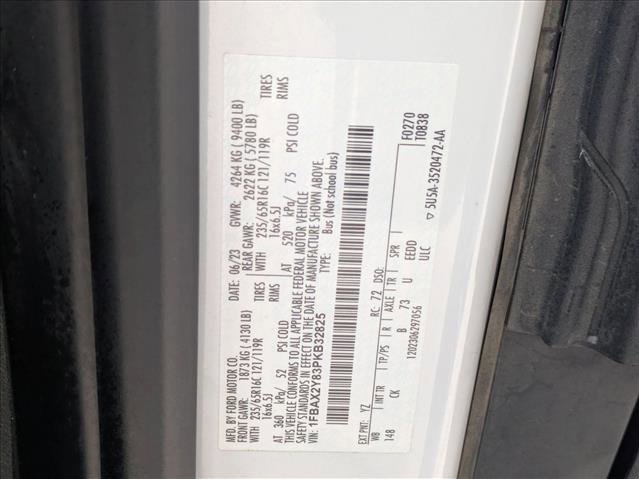 MFD. BY FORD MOTOR CO.
DATE: 06/23 GVWR: 4264 KG (9400 LB)
FRONT GAWR: 1873 KG (4130 LB) REAR GAWR: 2622 KG (5780 LB)
WITH 235/65R16C 121/119R TIRES WITH 235/65R16C 121/119R TIRES
16x6.5J RIMS 16x6.5J RIMS
AT 360 kPa/ 52 PSI COLD AT 520 kPa/ 75 PSI COLD
THIS VEHICLE CONFORMS TO ALL APPLICABLE FEDERAL MOTOR VEHICLE
SAFETY STANDARDS IN EFFECT ON THE DATE OF MANUFACTURE SHOWN ABOVE.
VIN: 1FBAX2Y83PKB32825 TYPE: Bus (Not school bus)
EXT PNT: YZ RC: 72 DSO: F0270
WB INT TR TP/PS R AXLE TR SPR T0838
148 CK B 73 U EEDD
1202306297056 ULC ▽ 5U5A-3520472-AA